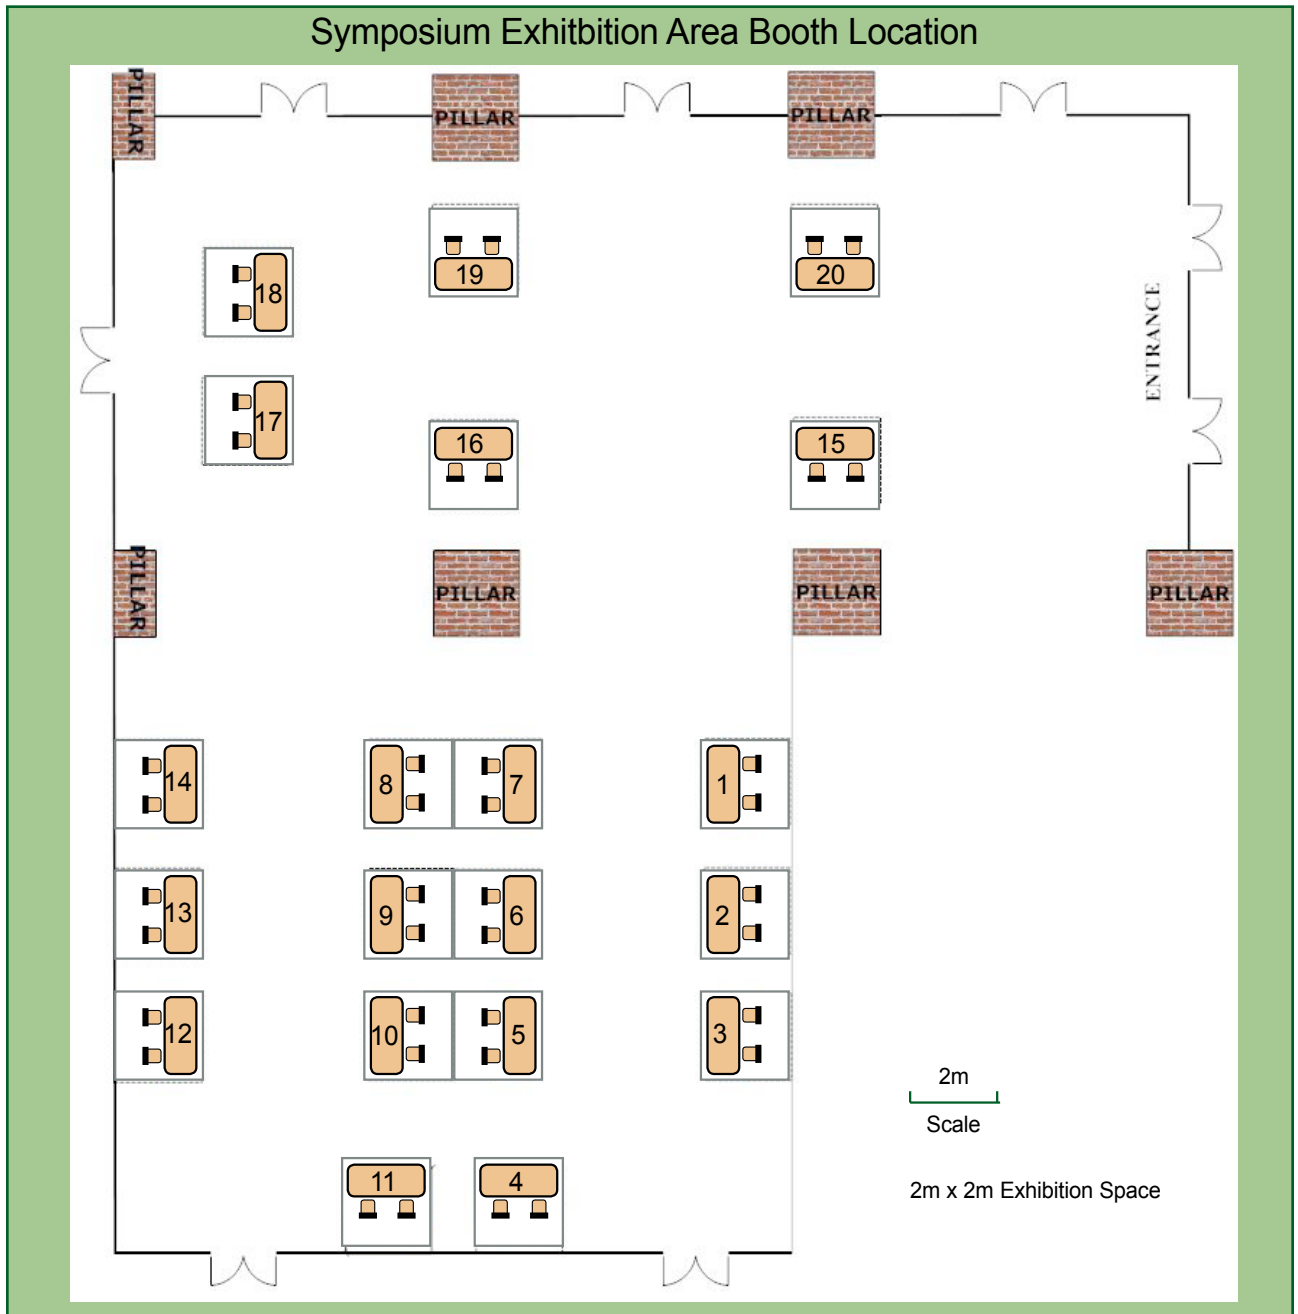 Symposium Exhitbition Area Booth Location
PILLAR
PILLAR
PILLAR
19
20
18
ENTRANCE
17
16
15
PILLAR
PILLAR
PILLAR
PILLAR
14
8
7
1
13
9
6
2
12
10
5
3
2m
Scale
11
4
2m x 2m Exhibition Space